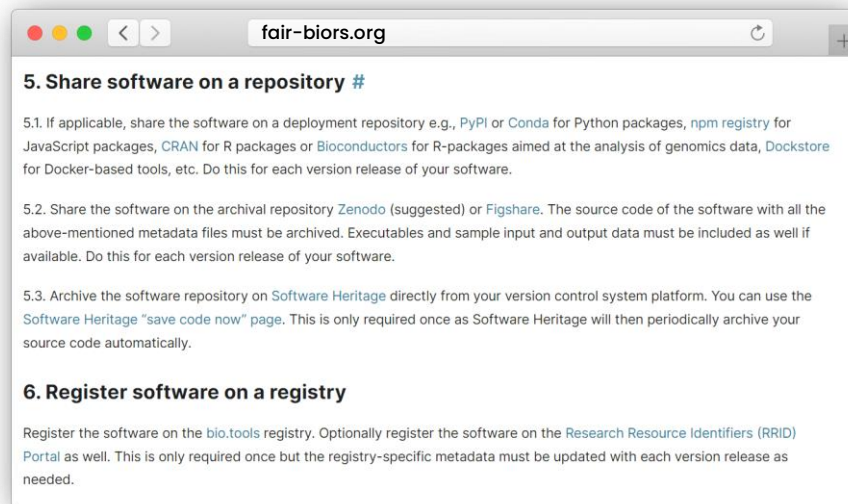 fair-biors.org
5. Share software on a repository #
5.1. If applicable, share the software on a deployment repository e.g., PyPI or Conda for Python packages, npm registry for
JavaScript packages, CRAN for R packages or Bioconductors for R-packages aimed at the analysis of genomics data, Dockstore
for Docker-based tools, etc. Do this for each version release of your software.
5.2. Share the software on the archival repository Zenodo (suggested) or Figshare. The source code of the software with all the
above-mentioned metadata files must be archived. Executables and sample input and output data must be included as well if
available. Do this for each version release of your software.
5.3. Archive the software repository on Software Heritage directly from your version control system platform. You can use the
Software Heritage “save code now” page. This is only required once as Software Heritage will then periodically archive your
source code automatically.
6. Register software on a registry
Register the software on the bio.tools registry. Optionally register the software on the Research Resource Identifiers (RRID)
Portal as well. This is only required once but the registry-specific metadata must be updated with each version release as
needed.